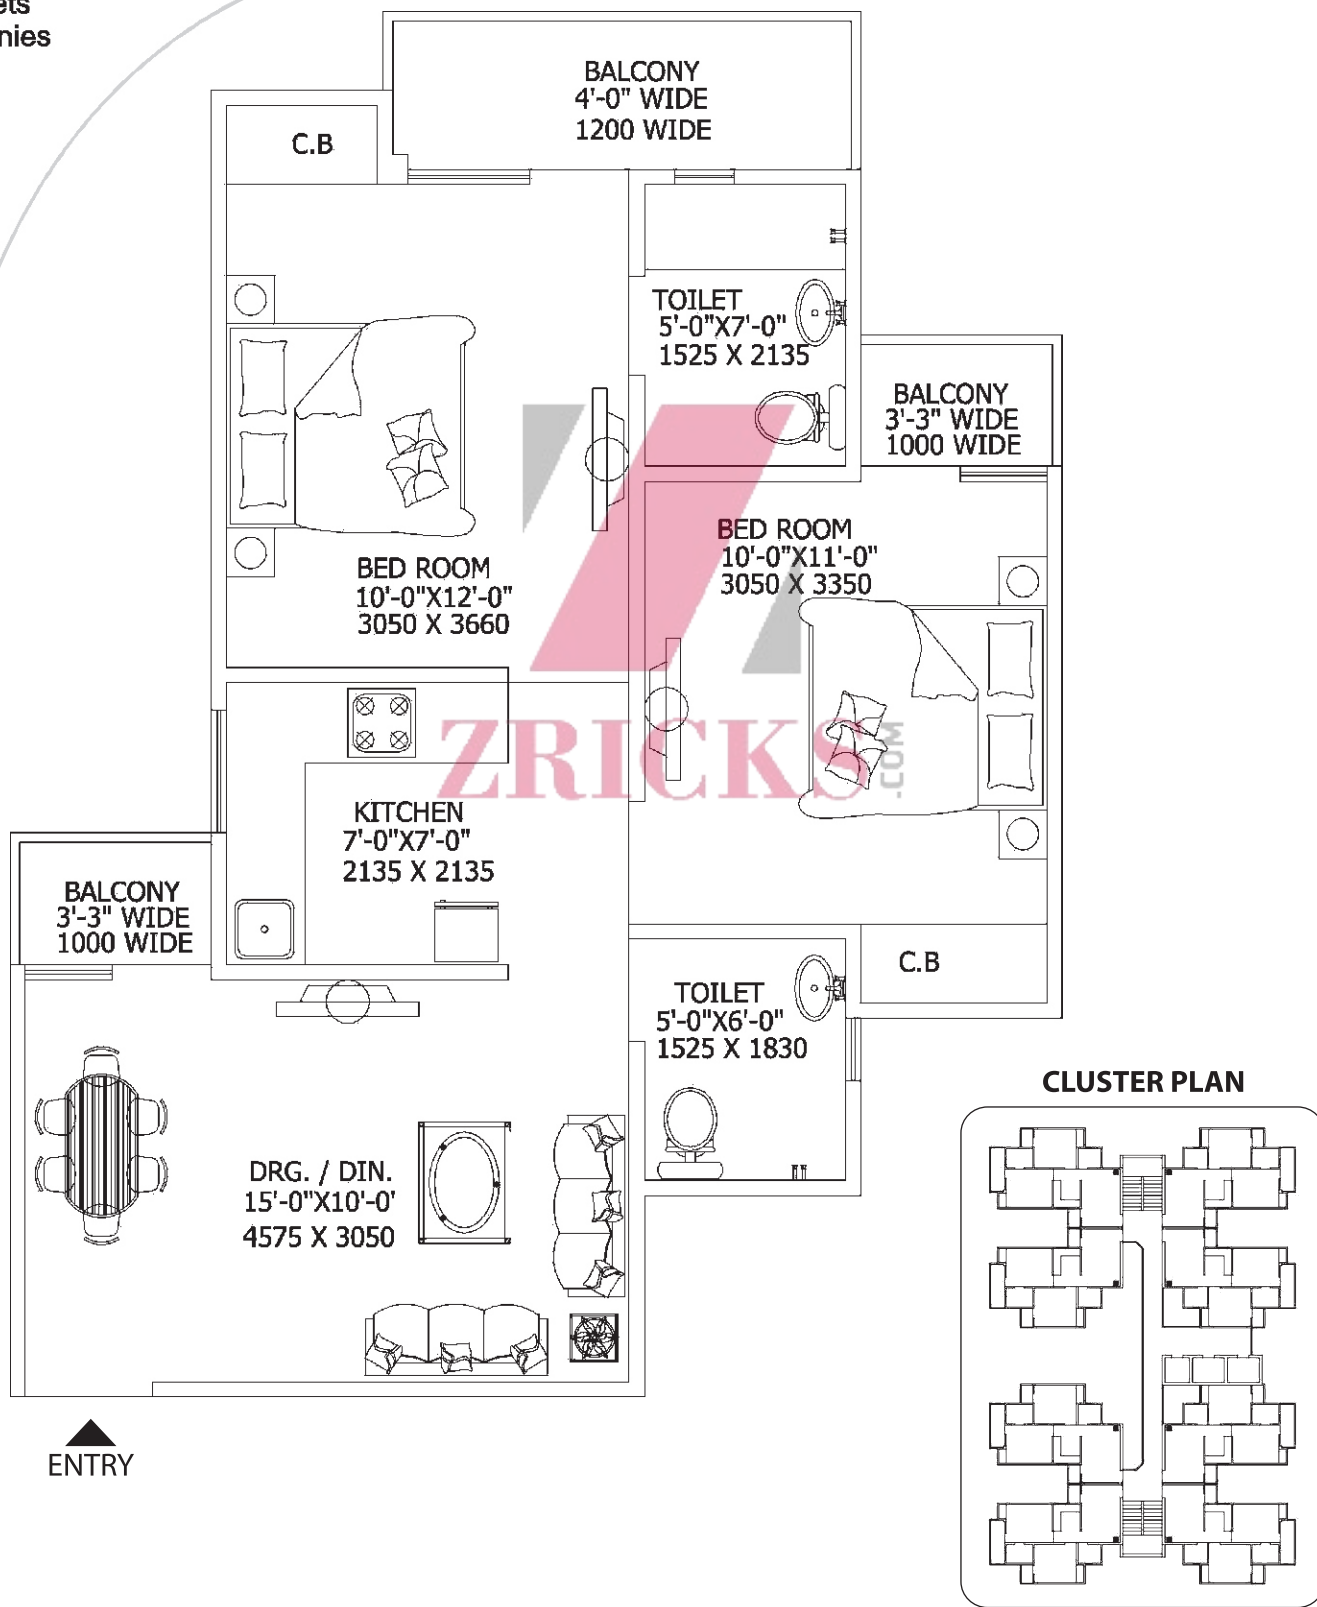 BALCONY
4'-0" WIDE
1200 WIDE
C.B
TOILET
5'-0"X7'-0"
1525 X 2135
BALCONY
3'-3" WIDE
1000 WIDE
BED ROOM
10'-0"X11'-0"
3050 X 3350
BED ROOM
10'-0"X12'-0"
3050 X 3660
ZRICKS
.COM
KITCHEN
7'-0"X7'-0"
2135 X 2135
BALCONY
3'-3" WIDE
1000 WIDE
C.B
TOILET
5'-0"X6'-0"
1525 X 1830
DRG. / DIN.
15'-0"X10'-0'
4575 X 3050
CLUSTER PLAN
ENTRY